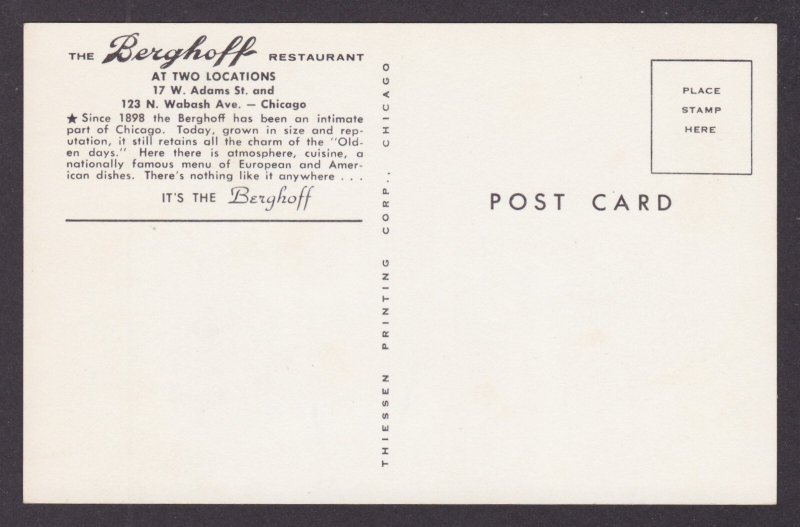 THE Berghoff RESTAURANT
AT TWO LOCATIONS
17 W. Adams St. and
123 N. Wabash Ave. — Chicago
★ Since 1898 the Berghoff has been an intimate
part of Chicago. Today, grown in size and rep-
utation, it still retains all the charm of the "Old-
en days." Here there is atmosphere, cuisine, a
nationally famous menu of European and Amer-
ican dishes. There's nothing like it anywhere . . .
IT'S THE Berghoff
THIESSEN PRINTING CORP., CHICAGO
PLACE
STAMP
HERE
POST CARD